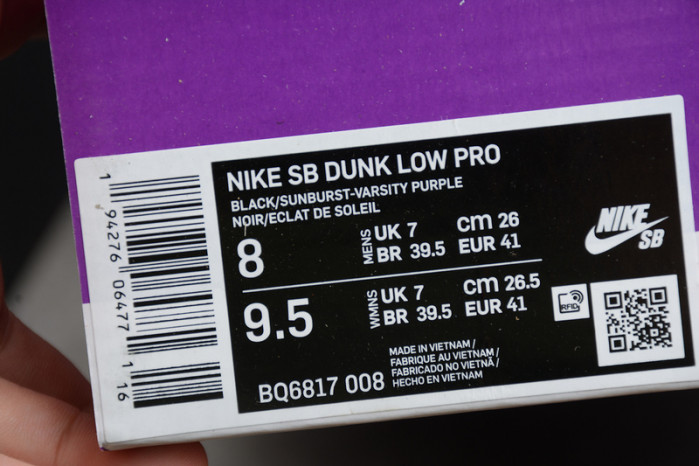 NIKE SB DUNK LOW PRO
BLACK/SUNBURST-VARSITY PURPLE
NOIR/ECLAT DE SOLEIL
8
MENS
UK 7 cm 26
BR 39.5 EUR 41
9.5
WMNS
UK 7 cm 26.5
BR 39.5 EUR 41
BQ6817 008
MADE IN VIETNAM /
FABRIQUE AU VIETNAM /
FABRICADO NO VIETNÃ /
HECHO EN VIETNAM
NIKE
SB
RFID
1 94276 06477 1 16